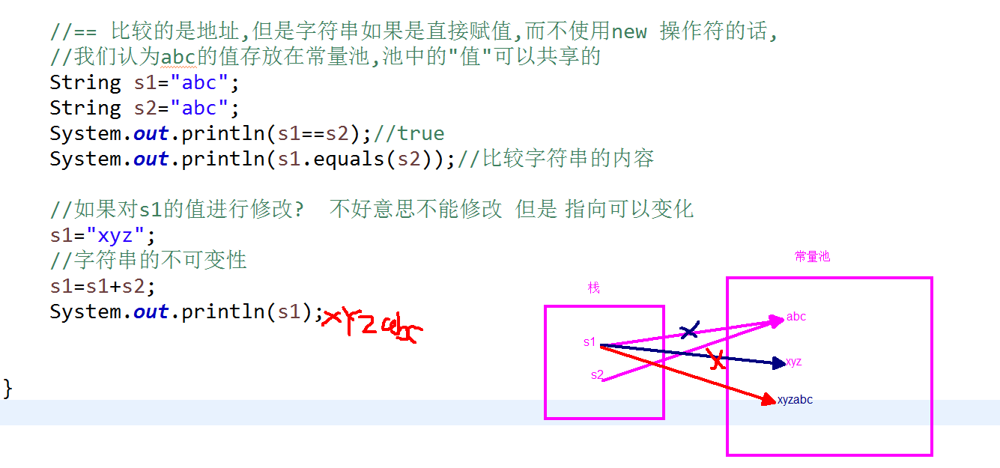 //== 比较的是地址,但是字符串如果是直接赋值,而不使用new 操作符的话,
//我们认为abc的值存放在常量池,池中的"值"可以共享的
String s1="abc";
String s2="abc";
System.out.println(s1==s2);//true
System.out.println(s1.equals(s2));//比较字符串的内容
//如果对s1的值进行修改? 不好意思不能修改 但是 指向可以变化
s1="xyz";
//字符串的不可变性
s1=s1+s2;
System.out.println(s1);xyzabc
}
常量池
栈
abc
s1
xyz
s2
xyzabc